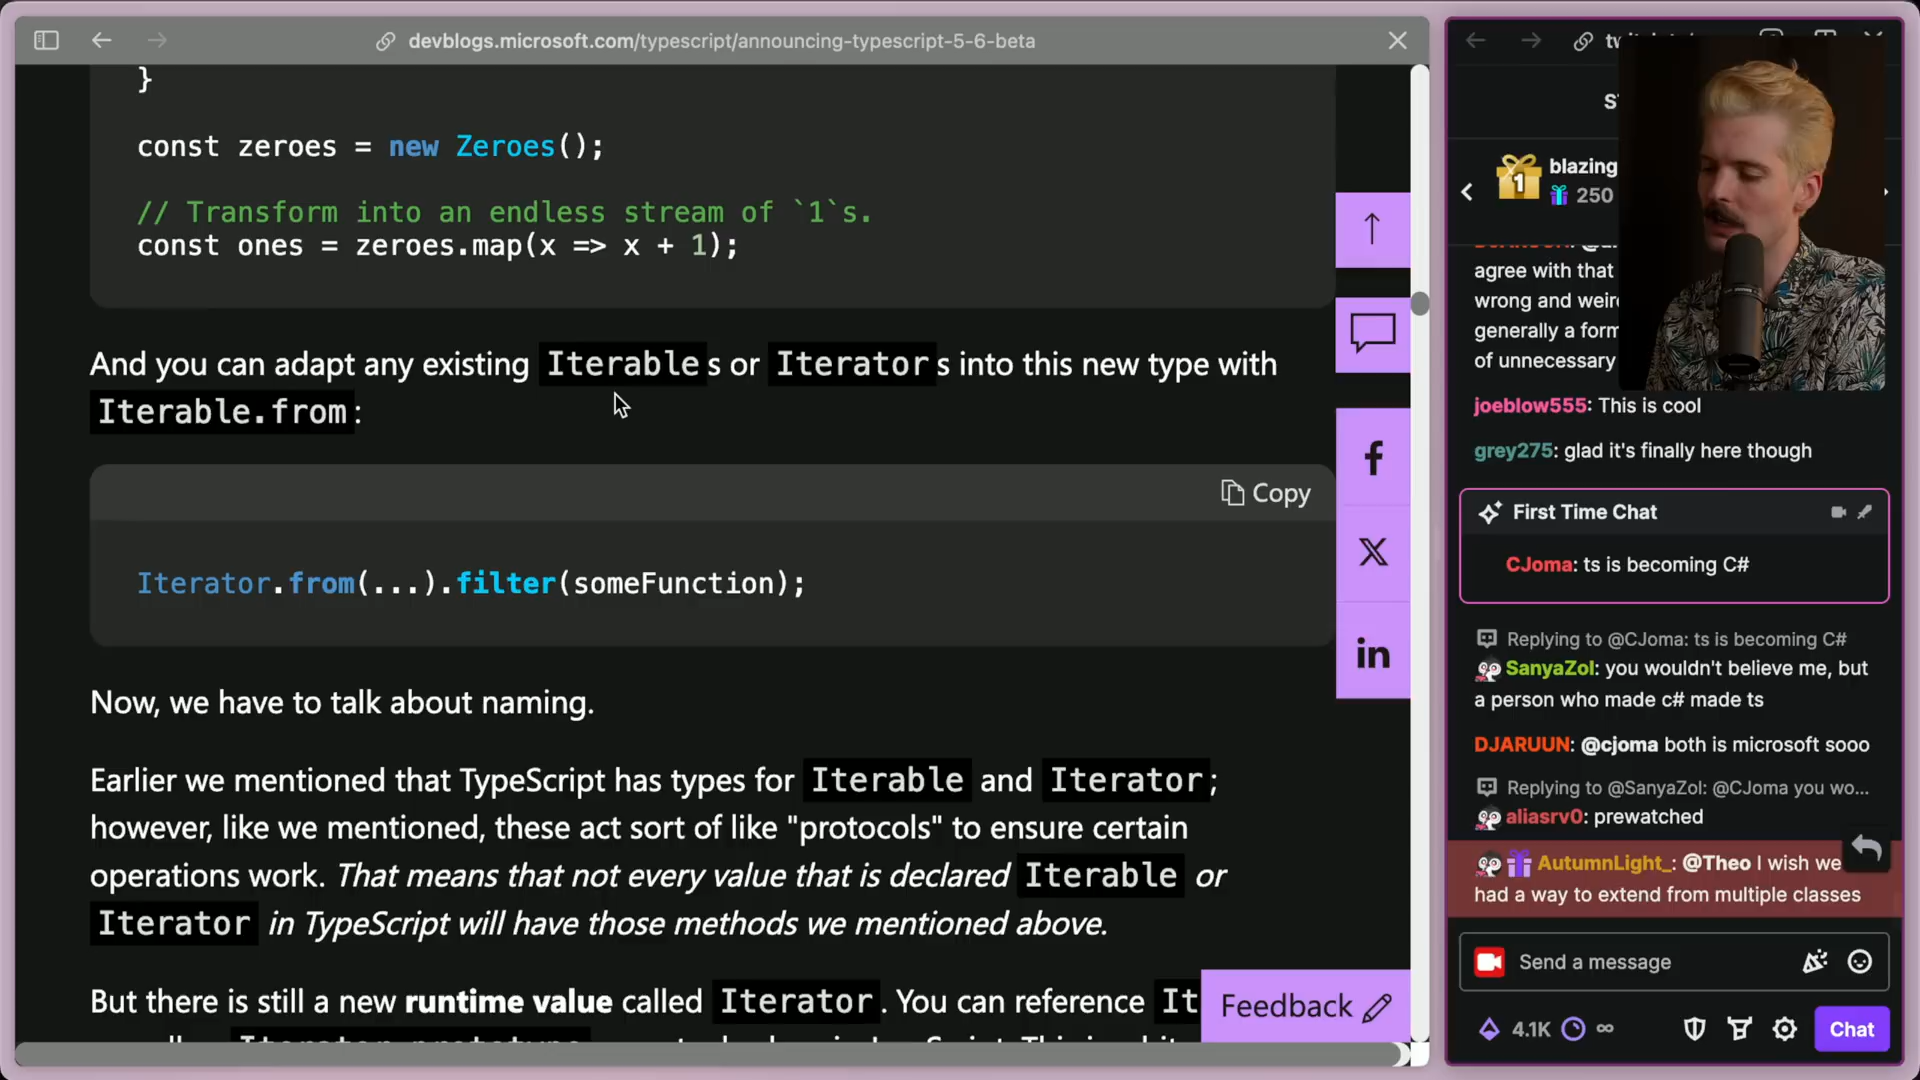 devblogs.microsoft.com/typescript/announcing-typescript-5-6-beta
}
const zeroes = new Zeroes();
// Transform into an endless stream of `1`s.
const ones = zeroes.map(x => x + 1);
And you can adapt any existing Iterables or Iterators into this new type with
Iterable.from:
Copy
Iterator.from(...).filter(someFunction);
Now, we have to talk about naming.
Earlier we mentioned that TypeScript has types for Iterable and Iterator;
however, like we mentioned, these act sort of like "protocols" to ensure certain
operations work. That means that not every value that is declared Iterable or
Iterator in TypeScript will have those methods we mentioned above.
But there is still a new runtime value called Iterator. You can reference It
Feedback
in
blazing
1
250
agree with that
wrong and weir
generally a form
of unnecessary
joeblow555: This is cool
grey275: glad it's finally here though
First Time Chat
CJoma: ts is becoming C#
Replying to @CJoma: ts is becoming C#
SanyaZol: you wouldn't believe me, but
a person who made c# made ts
DJARUUN: @cjoma both is microsoft sooo
Replying to @SanyaZol: @CJoma you wo...
aliasrv0: prewatched
AutumnLight_: @Theo I wish we
had a way to extend from multiple classes
Send a message
4.1K ∞
Chat